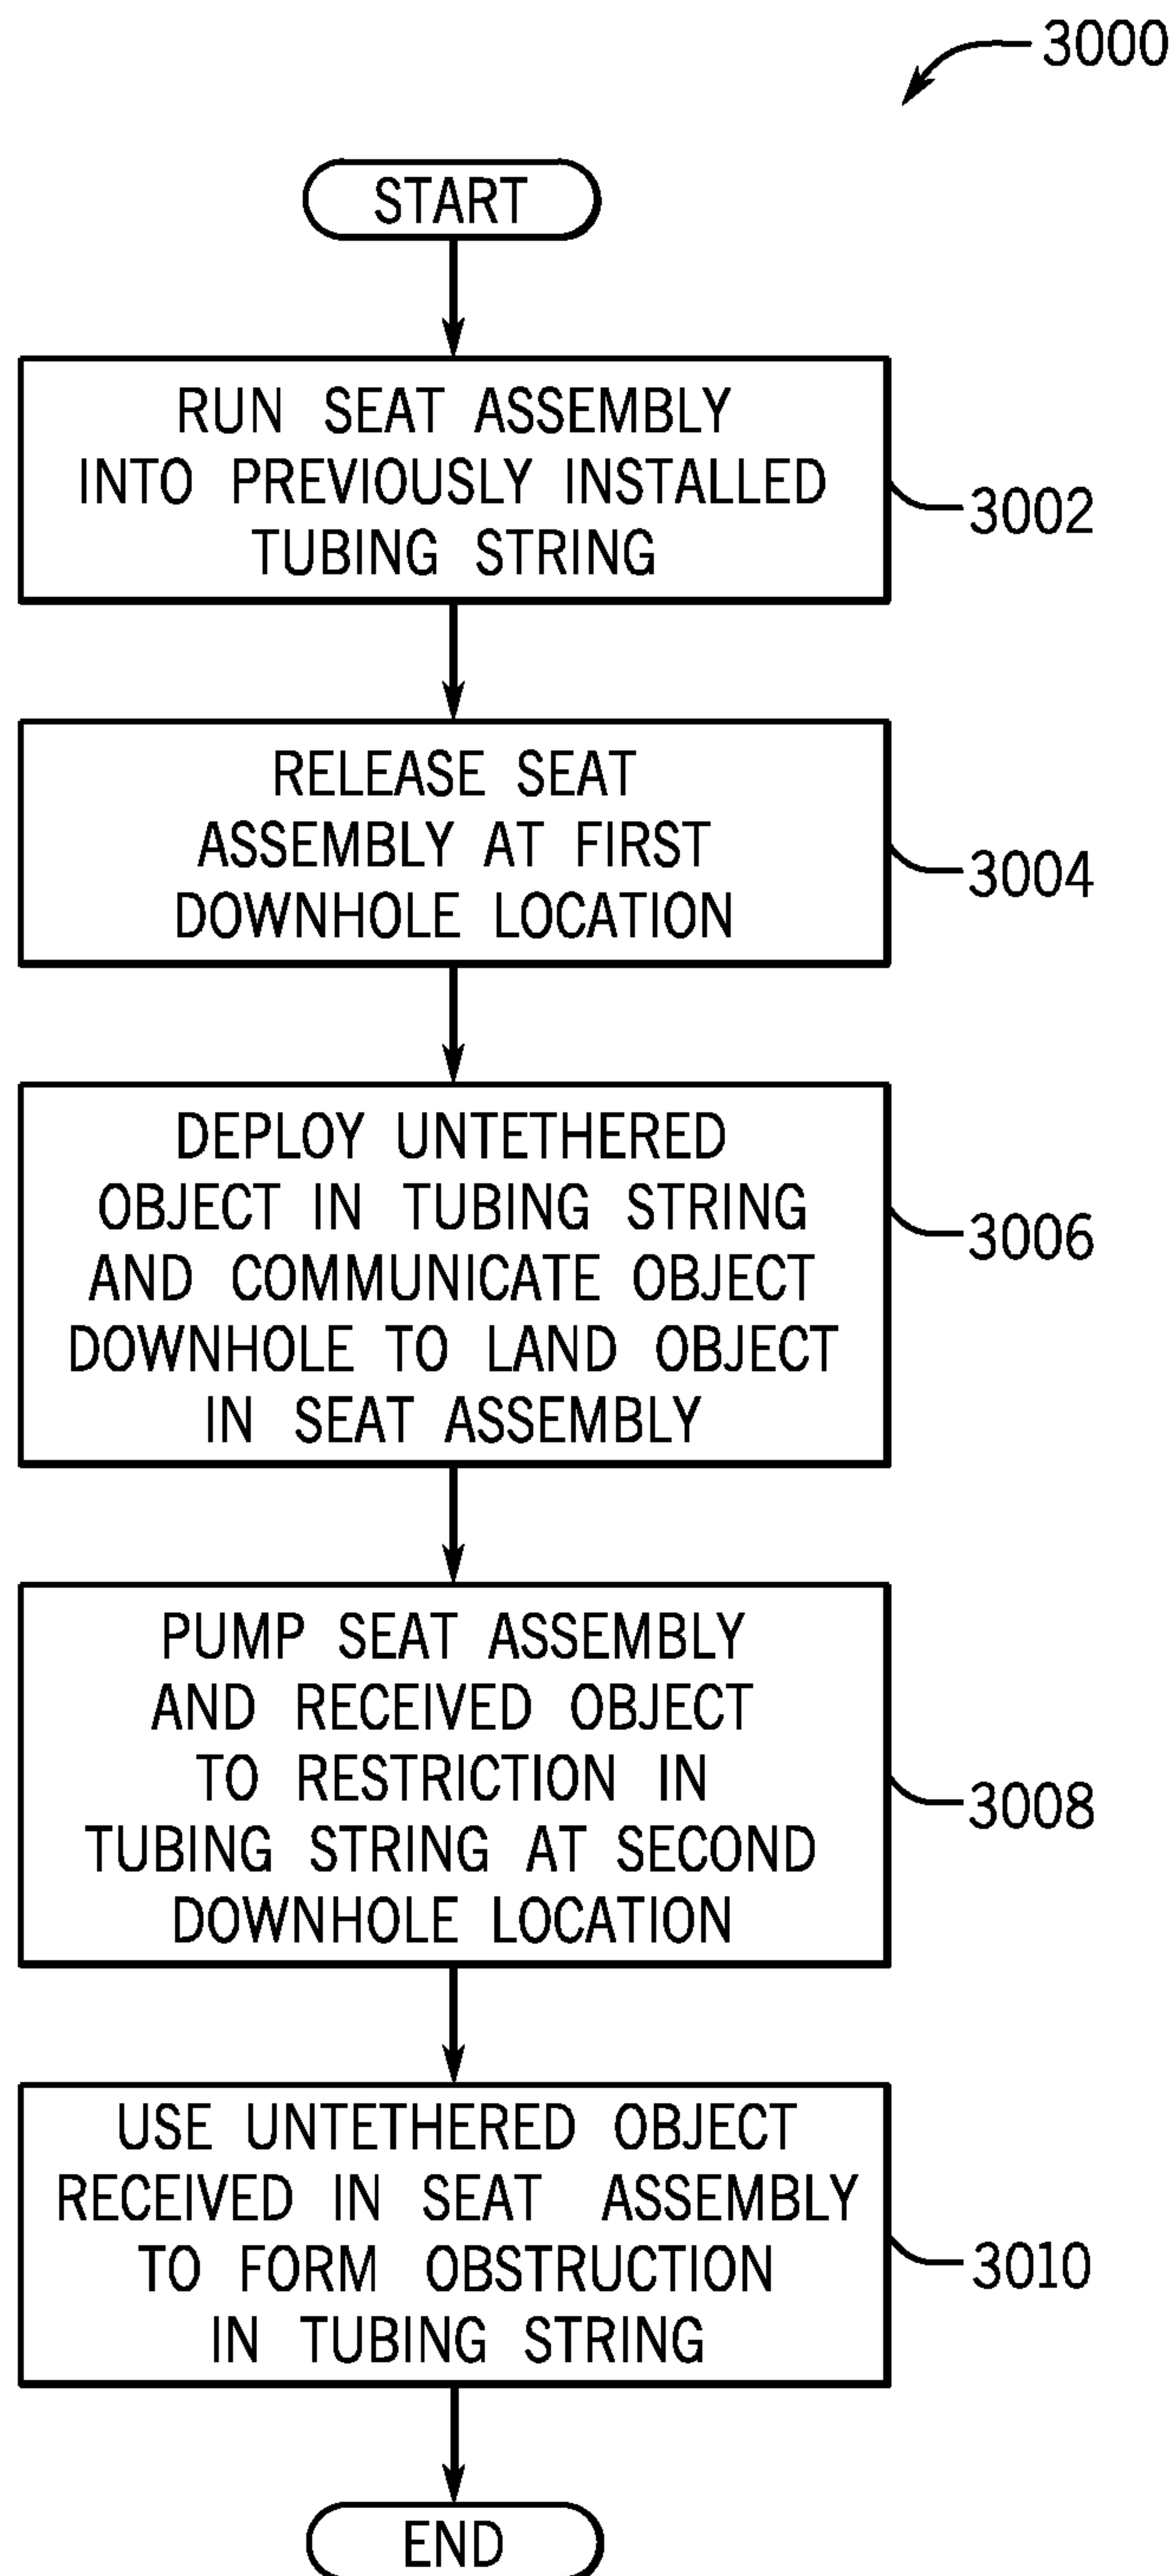 3000
START
RUN SEAT ASSEMBLY
INTO PREVIOUSLY INSTALLED
TUBING STRING
3002
RELEASE SEAT
ASSEMBLY AT FIRST
DOWNHOLE LOCATION
3004
DEPLOY UNTETHERED
OBJECT IN TUBING STRING
AND COMMUNICATE OBJECT
DOWNHOLE TO LAND OBJECT
IN SEAT ASSEMBLY
3006
PUMP SEAT ASSEMBLY
AND RECEIVED OBJECT
TO RESTRICTION IN
TUBING STRING AT SECOND
DOWNHOLE LOCATION
3008
USE UNTETHERED OBJECT
RECEIVED IN SEAT ASSEMBLY
TO FORM OBSTRUCTION
IN TUBING STRING
3010
END